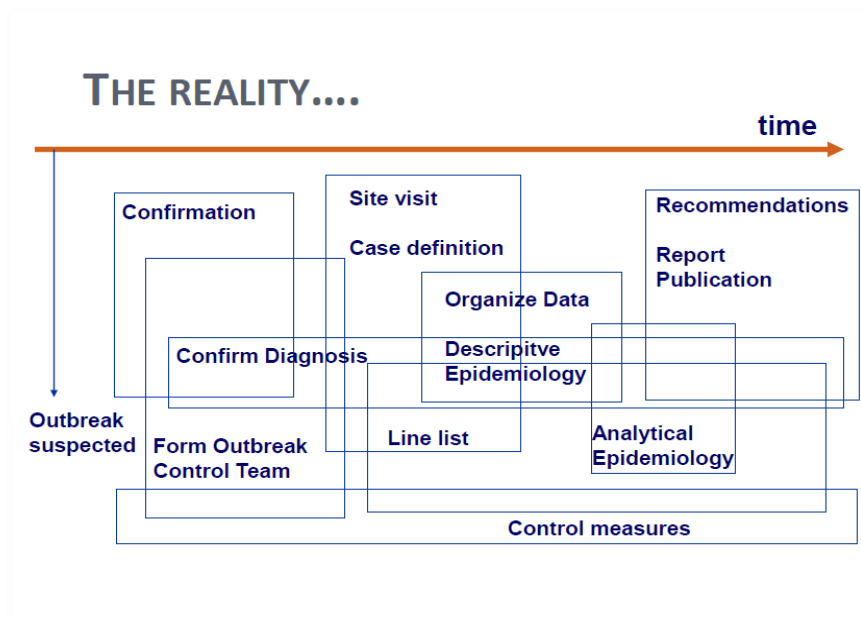 THE REALITY....
time
Confirmation
Site visit
Case definition
Recommendations
Report
Publication
Organize Data
Confirm Diagnosis
Descripitve
Epidemiology
Outbreak
suspected
Form Outbreak
Control Team
Line list
Analytical
Epidemiology
Control measures